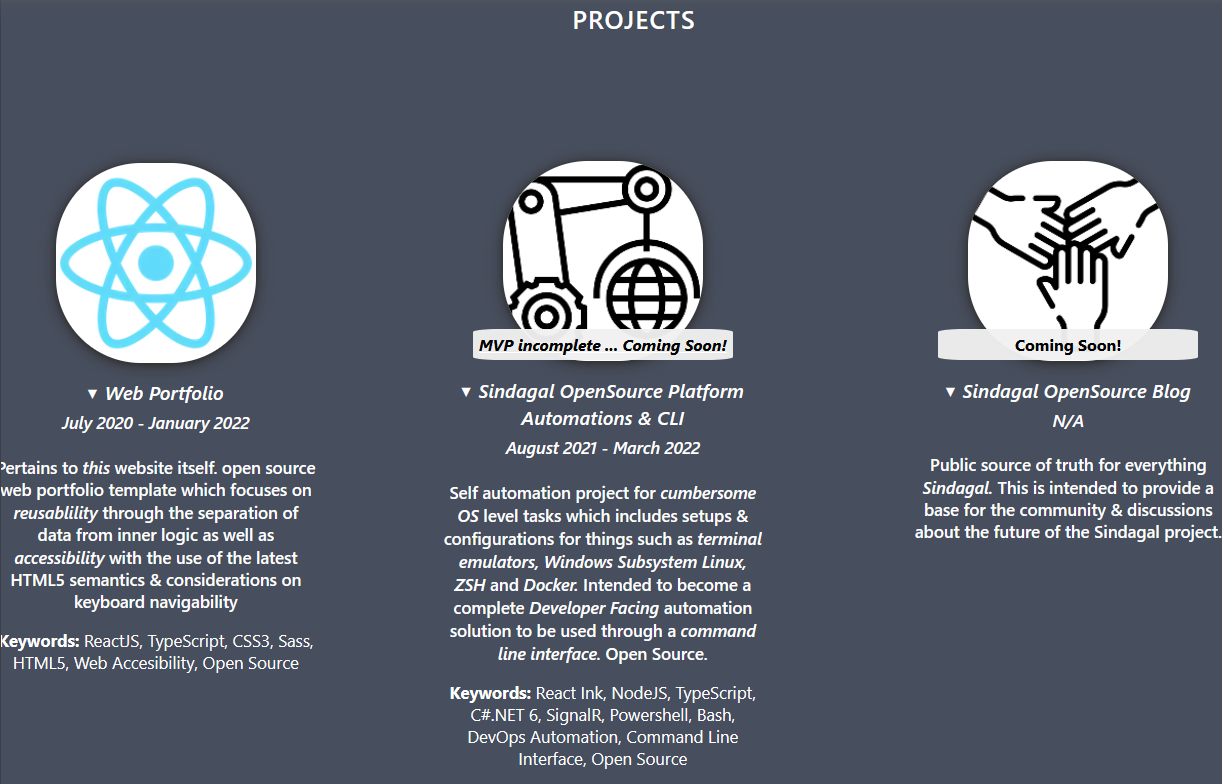 PROJECTS
▼ Web Portfolio
July 2020 - January 2022
Pertains to this website itself. open source
web portfolio template which focuses on
reusablility through the separation of
data from inner logic as well as
accessibility with the use of the latest
HTML5 semantics & considerations on
keyboard navigability
Keywords: ReactJS, TypeScript, CSS3, Sass,
HTML5, Web Accesibility, Open Source
MVP incomplete ... Coming Soon!
▼ Sindagal OpenSource Platform
Automations & CLI
August 2021 - March 2022
Self automation project for cumbersome
OS level tasks which includes setups &
configurations for things such as terminal
emulators, Windows Subsystem Linux,
ZSH and Docker. Intended to become a
complete Developer Facing automation
solution to be used through a command
line interface. Open Source.
Keywords: React Ink, NodeJS, TypeScript,
C#.NET 6, SignalR, Powershell, Bash,
DevOps Automation, Command Line
Interface, Open Source
Coming Soon!
▼ Sindagal OpenSource Blog
N/A
Public source of truth for everything
Sindagal. This is intended to provide a
base for the community & discussions
about the future of the Sindagal project.